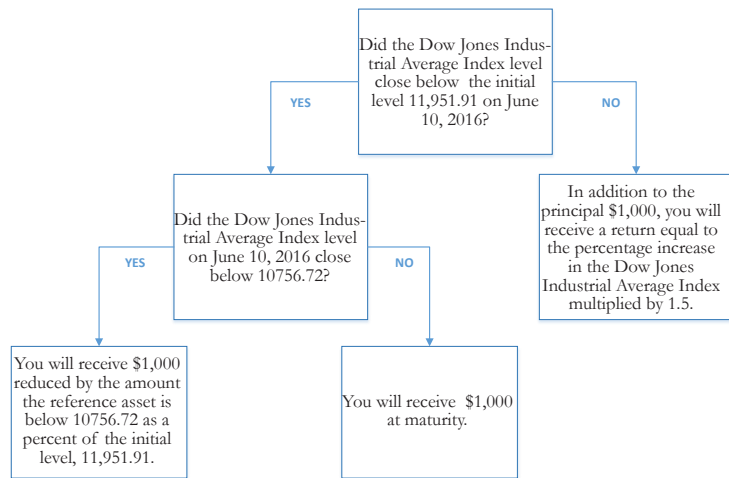 Did the Dow Jones Indus-
trial Average Index level
close below the initial
level 11,951.91 on June
10, 2016?
YES
NO
Did the Dow Jones Indus-
trial Average Index level
on June 10, 2016 close
below 10756.72?
In addition to the
principal $1,000, you will
receive a return equal to
the percentage increase
in the Dow Jones
Industrial Average Index
multiplied by 1.5.
YES
NO
You will receive $1,000
reduced by the amount
the reference asset is
below 10756.72 as a
percent of the initial
level, 11,951.91.
You will receive $1,000
at maturity.